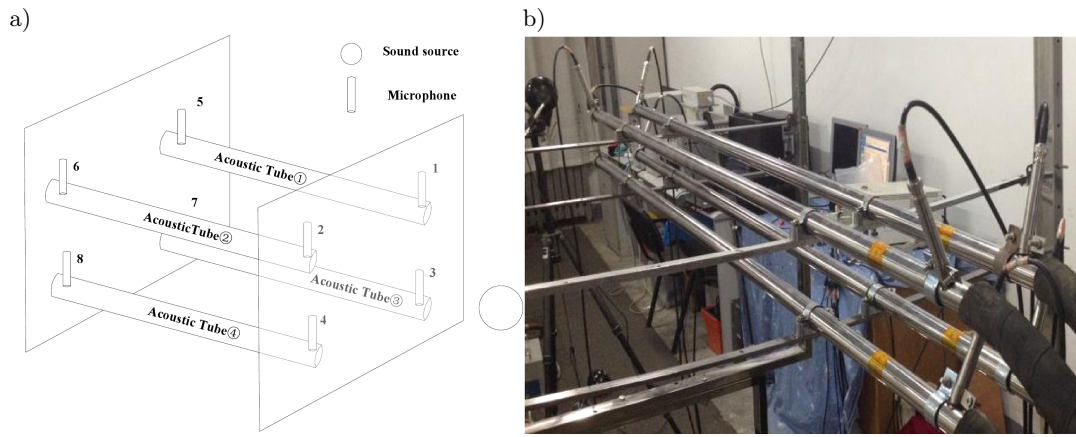 a)
b)
Sound source
Microphone
5
Acoustic Tube①
1
6
7
AcousticTube②
2
8
Acoustic Tube③
3
Acoustic Tube④
4